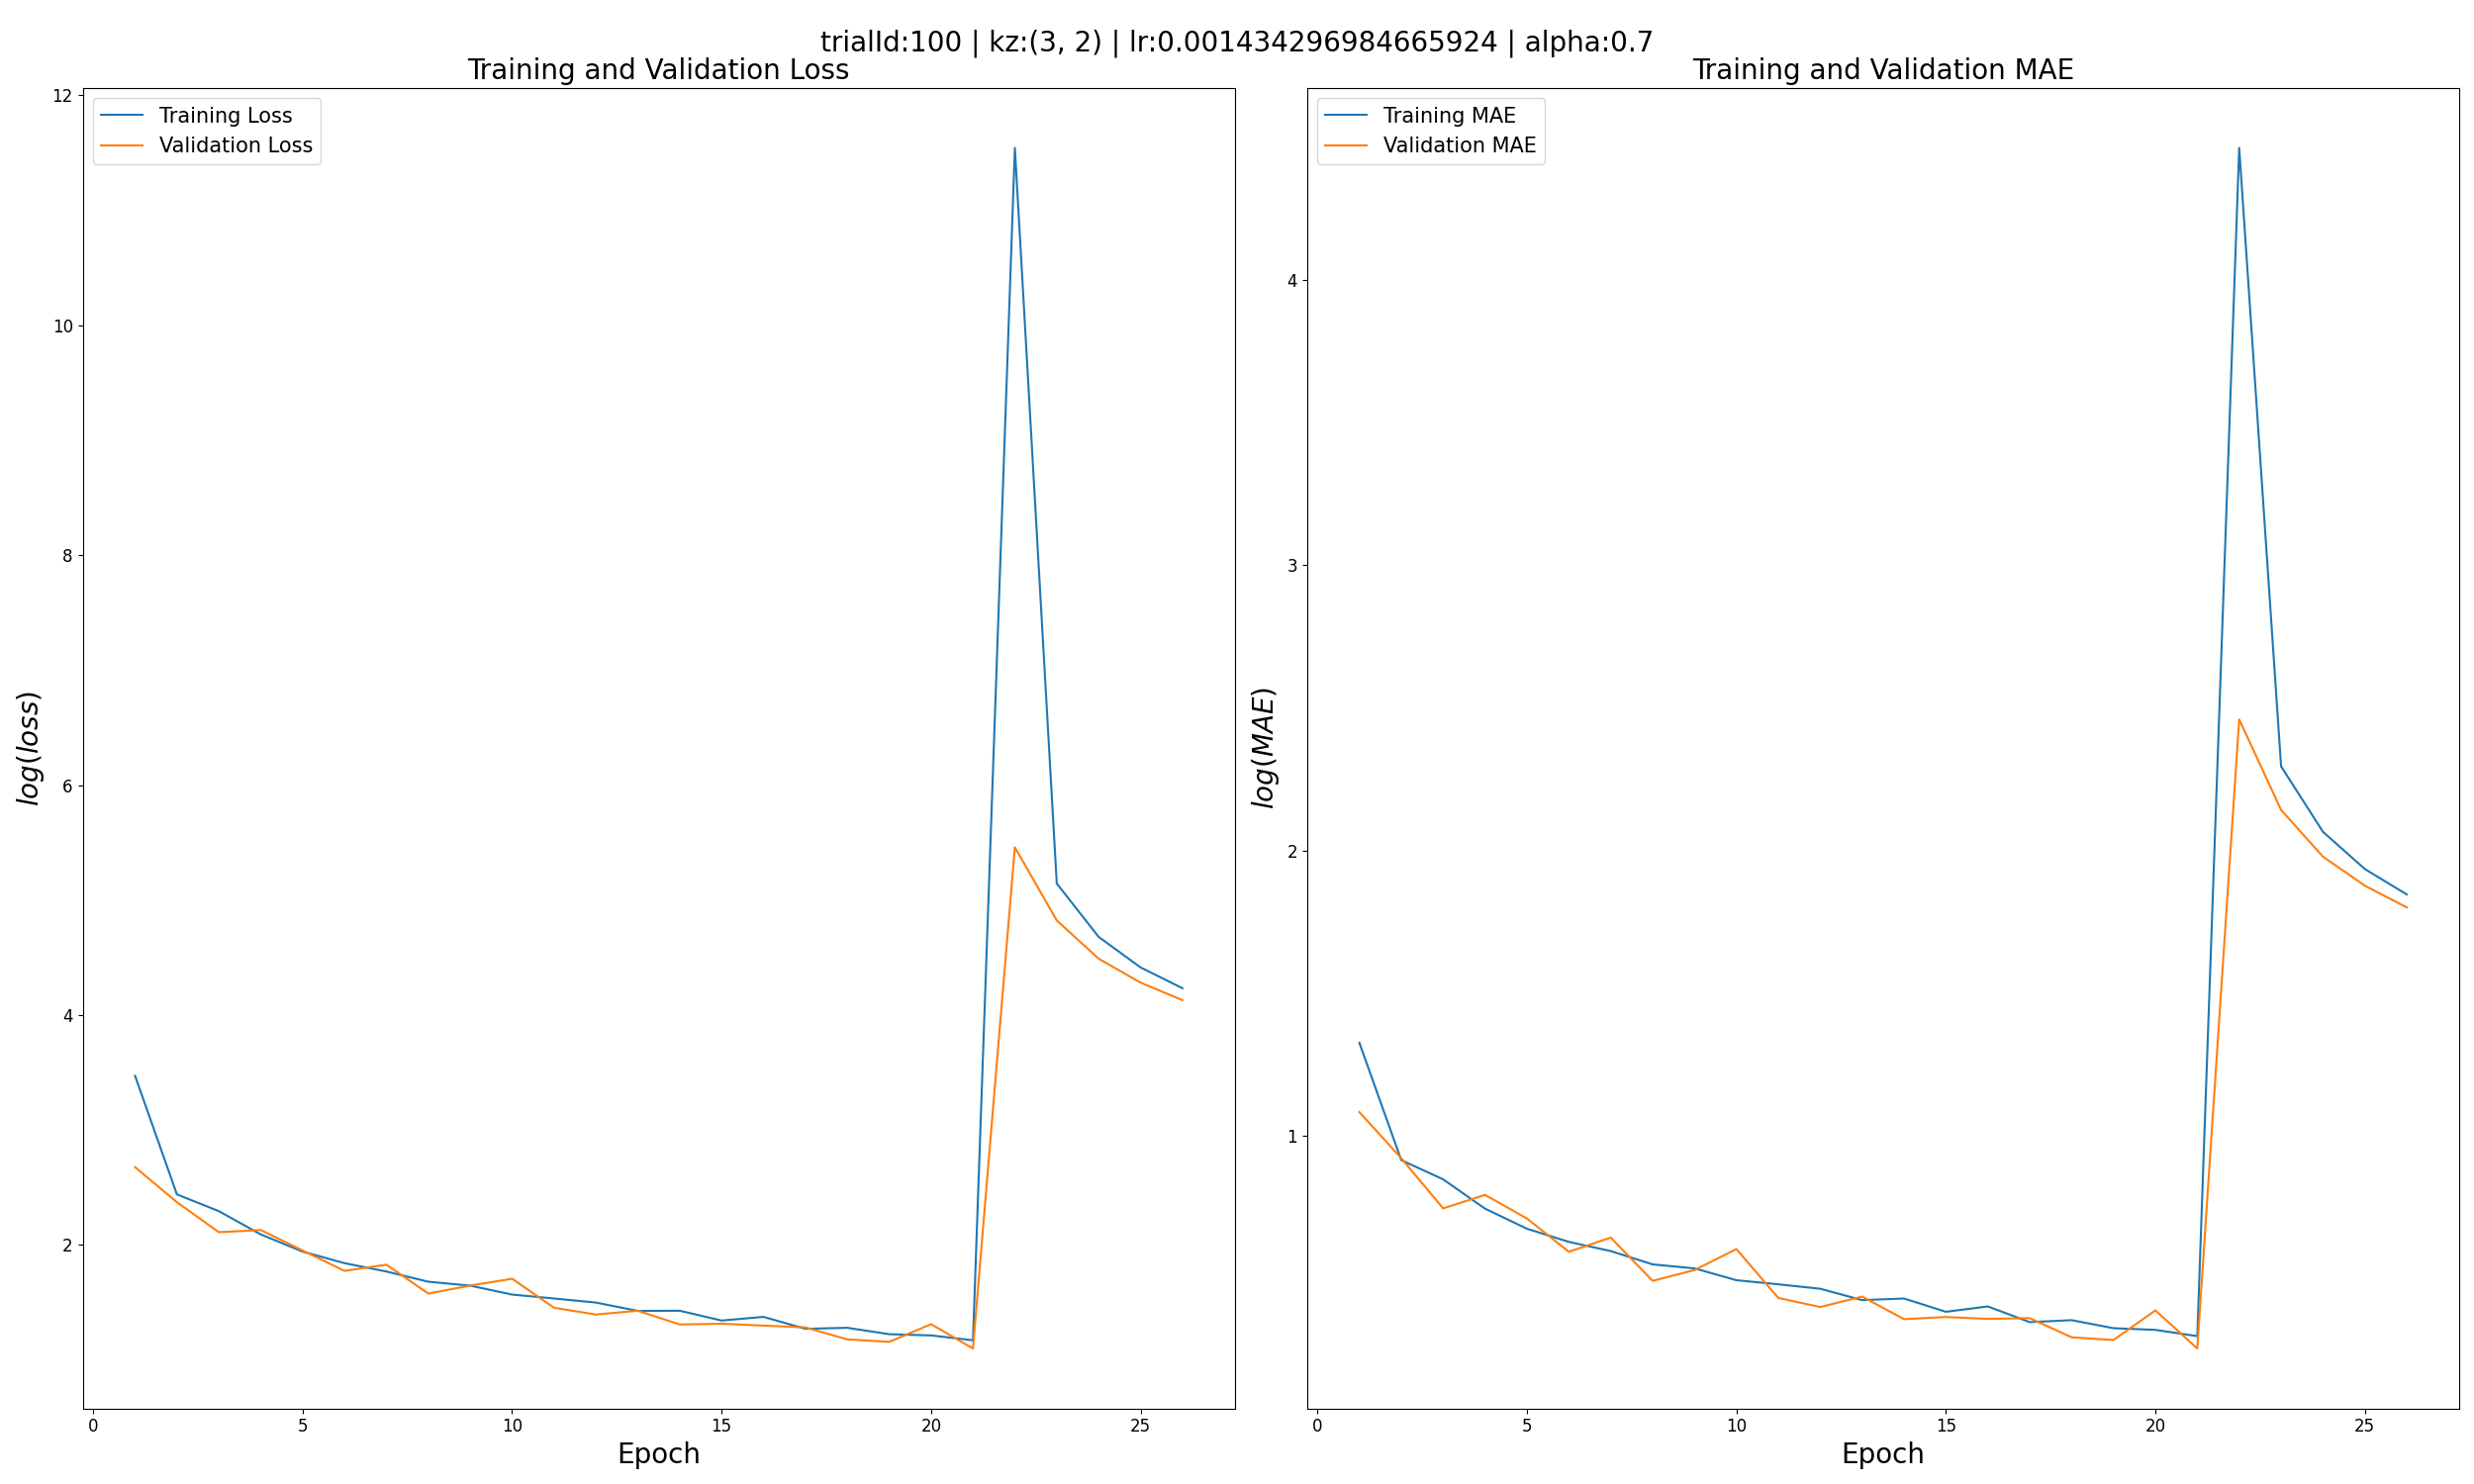 trialId:100 | kz:(3, 2) | lr:0.001434296984665924 | alpha:0.7
Training and Validation Loss
Training Loss
Validation Loss
12
10
8
6
4
2
log(loss)
0
5
10
15
20
25
Epoch
Training and Validation MAE
Training MAE
Validation MAE
4
3
2
1
log(MAE)
0
5
10
15
20
25
Epoch